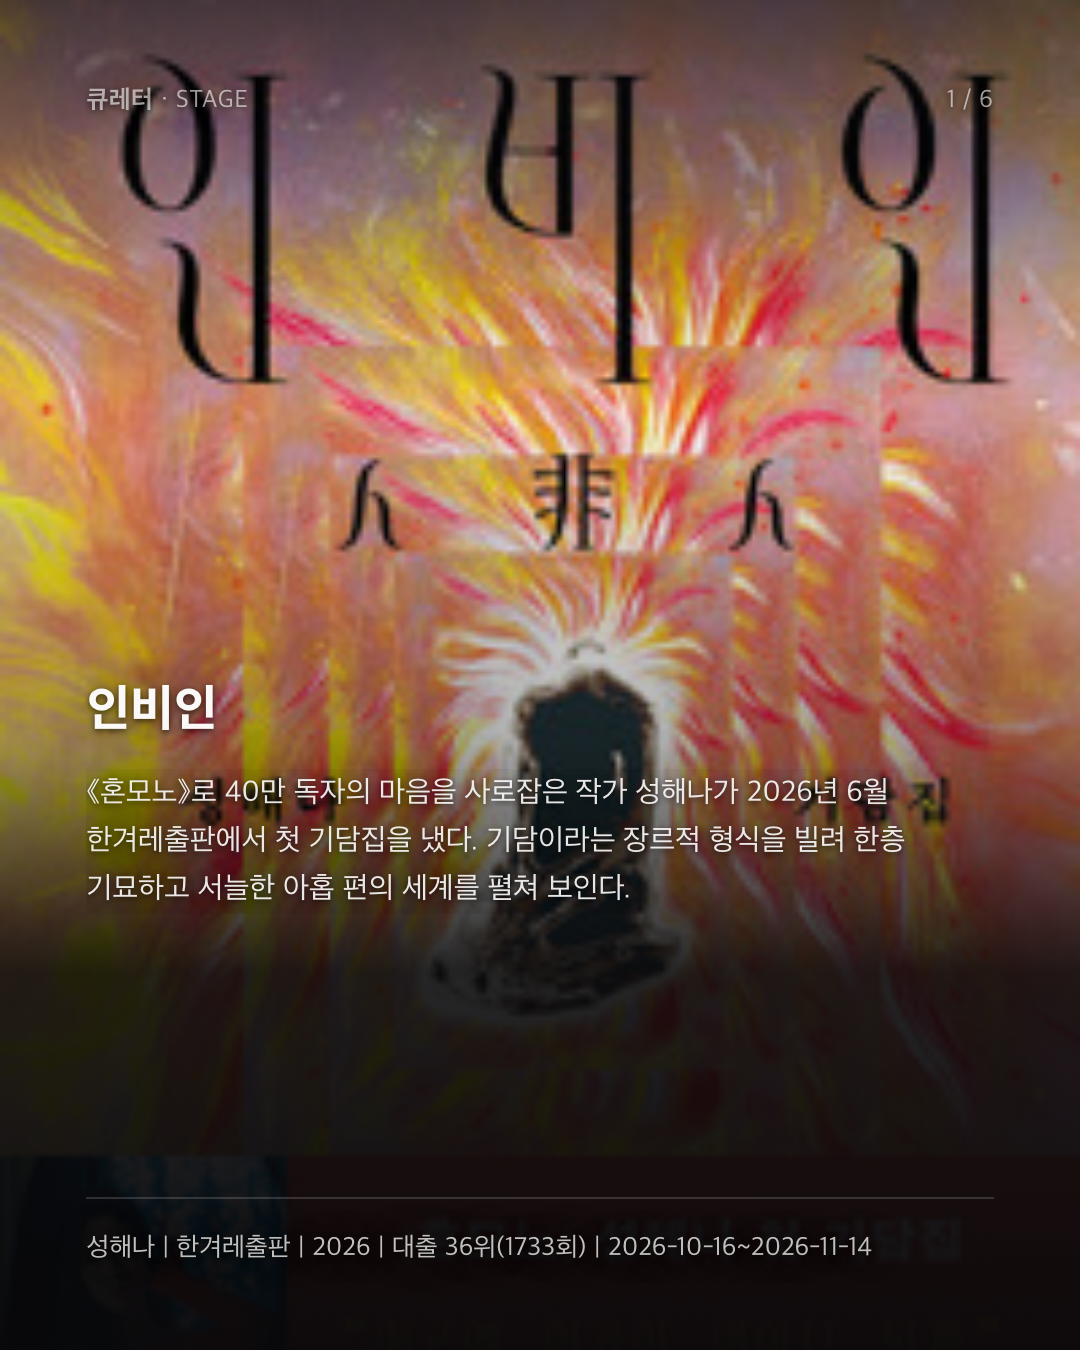 인 비 인
큐레터 · STAGE
1 / 6
人 非 人
인비인
《혼모노》로 40만 독자의 마음을 사로잡은 작가 성해나가 2026년 6월
한겨레출판에서 첫 기담집을 냈다. 기담이라는 장르적 형식을 빌려 한층
기묘하고 서늘한 아홉 편의 세계를 펼쳐 보인다.
성해나 | 한겨레출판 | 2026 | 대출 36위(1733회) | 2026-10-16~2026-11-14